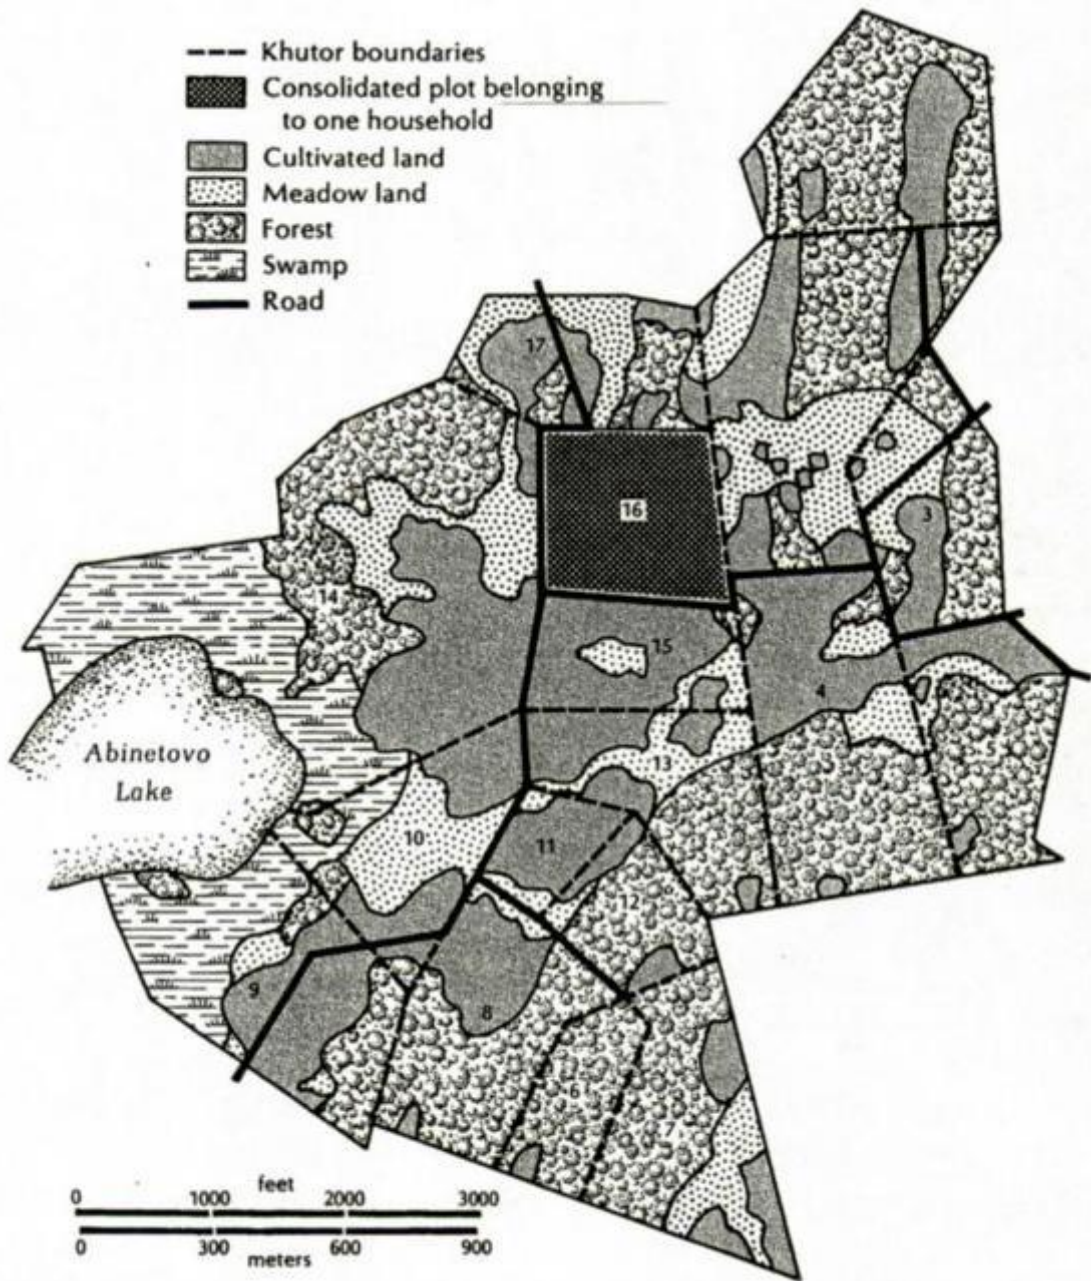 Khutor boundaries
Consolidated plot belonging
to one household
Cultivated land
Meadow land
Forest
Swamp
Road
1
17
16
3
14
15
4
Abinetovo
Lake
13
5
10
11
12
9
8
6
7
0 1000 feet 2000 3000
0 300 600 900
meters